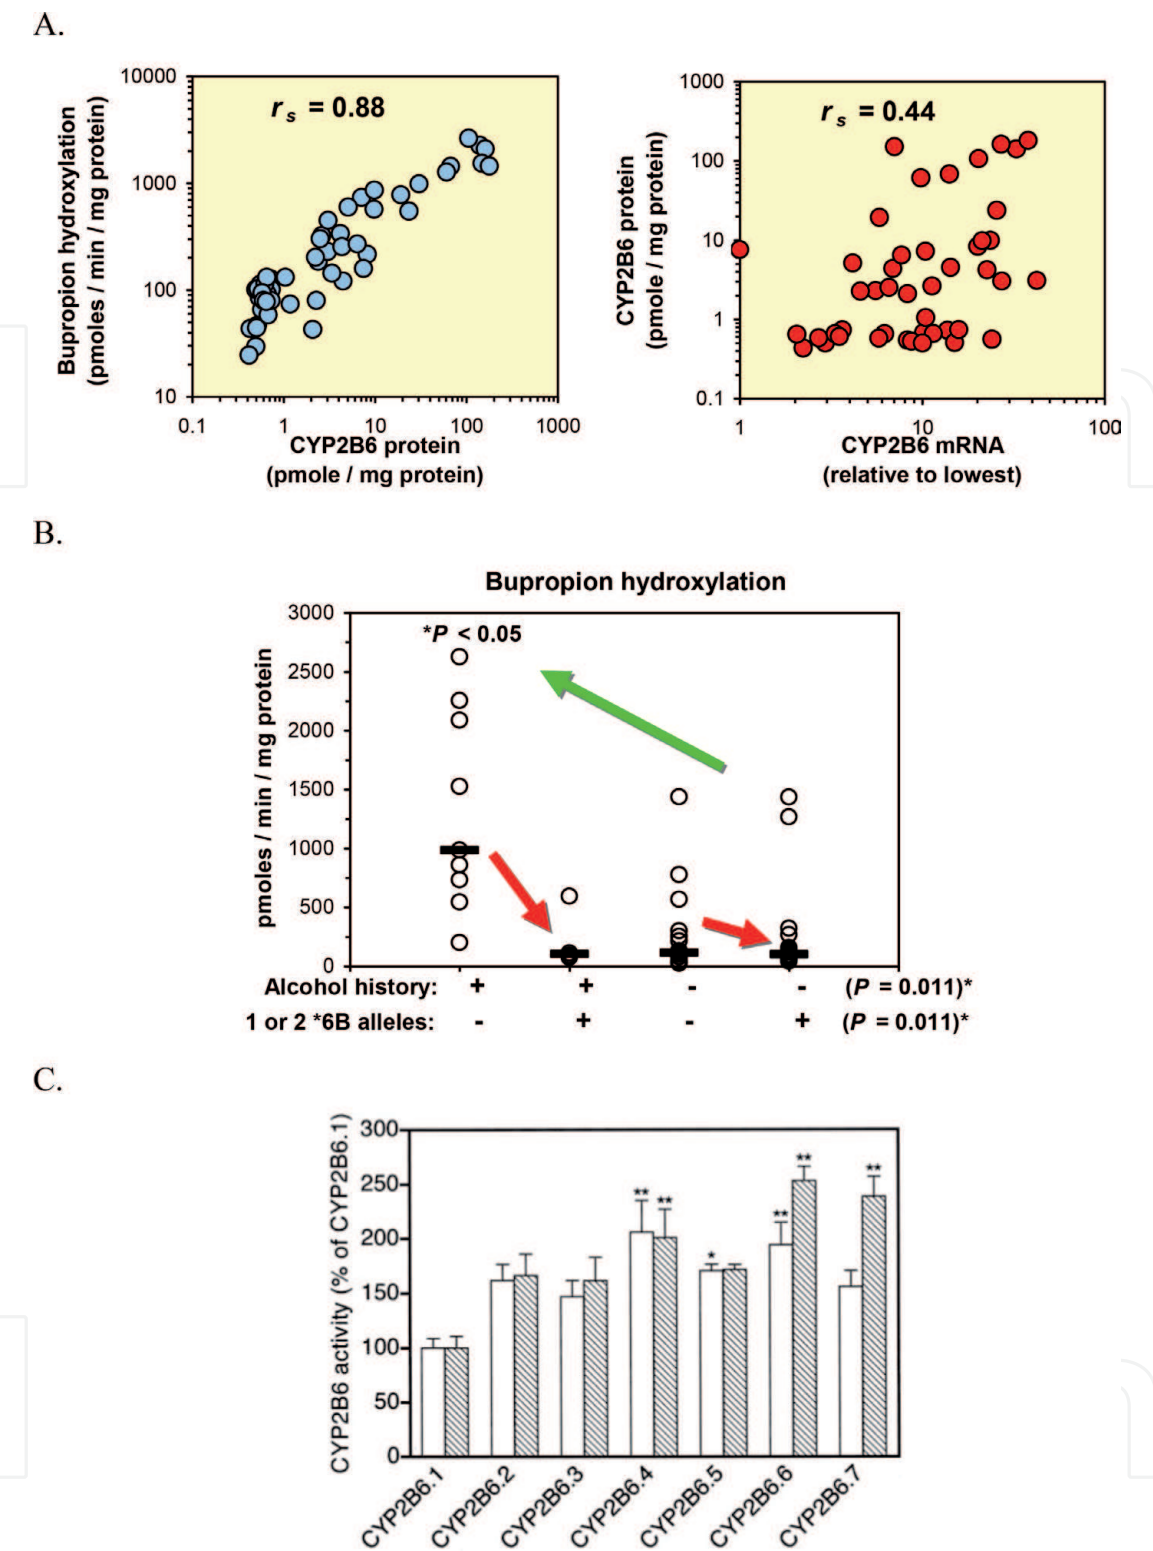 A.
10000
1000
100
10
r s = 0.88
Bupropion hydroxylation
(pmoles / min / mg protein)
0.1 1 10 100 1000
CYP2B6 protein
(pmole / mg protein)
1000
100
10
1
0.1
r s = 0.44
CYP2B6 protein
(pmole / mg protein)
1 10 100
CYP2B6 mRNA
(relative to lowest)
B.
Bupropion hydroxylation
3000
2500
2000
1500
1000
500
0
*P < 0.05
pmoles / min / mg protein
Alcohol history: + + - - (P = 0.011)*
1 or 2 *6B alleles: - + - + (P = 0.011)*
C.
300
250
200
150
100
50
0
CYP2B6 activity (% of CYP2B6.1)
** ** * ** ** **
CYP2B6.1 CYP2B6.2 CYP2B6.3 CYP2B6.4 CYP2B6.5 CYP2B6.6 CYP2B6.7